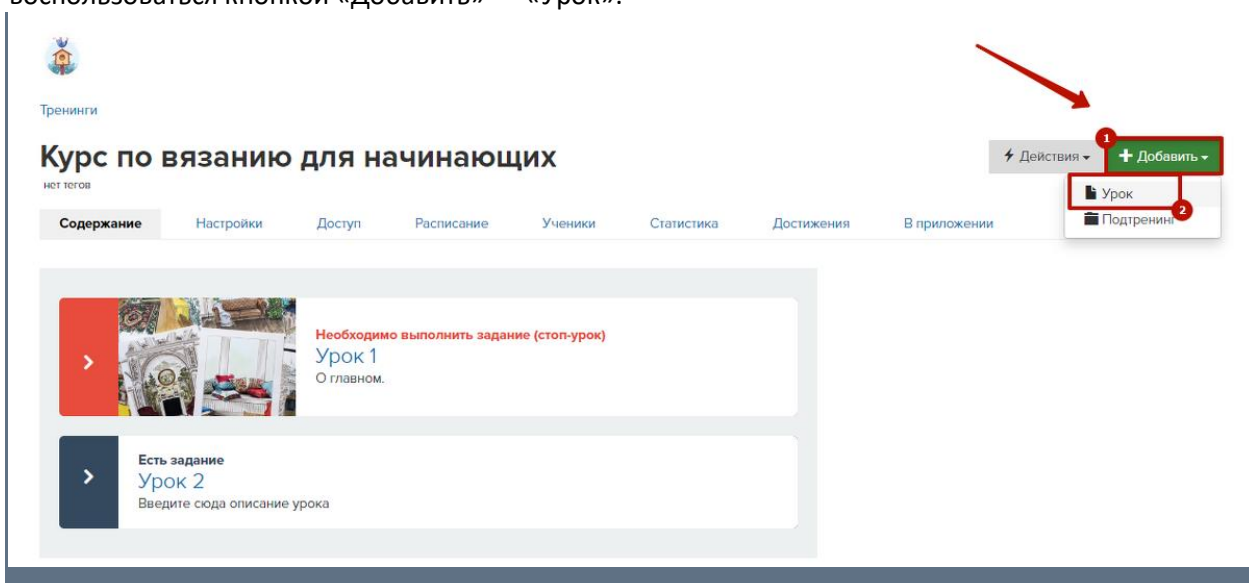 воспользоваться кнопкой «Добавить» — «Урок».
Тренинги
Курс по вязанию для начинающих
нет тегов
Действия
1
Добавить
Урок
2
Подтренинг
Содержание Настройки Доступ Расписание Ученики Статистика Достижения В приложении
Необходимо выполнить задание (стоп-урок)
Урок 1
О главном.
Есть задание
Урок 2
Введите сюда описание урока